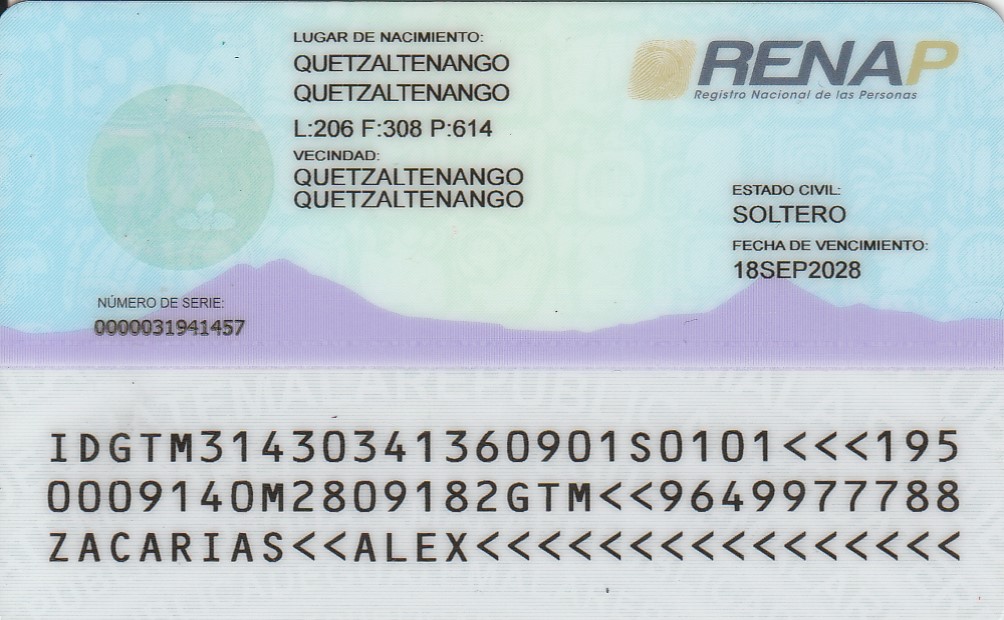 LUGAR DE NACIMIENTO:
QUETZALTENANGO
QUETZALTENANGO
L:206 F:308 P:614
VECINDAD:
QUETZALTENANGO
QUETZALTENANGO
RENAP
Registro Nacional de las Personas
ESTADO CIVIL:
SOLTERO
FECHA DE VENCIMIENTO:
18SEP2028
NÚMERO DE SERIE:
0000031941457
IDGTM31430341360901S0101<<<195
0009140M2809182GTM<<9649977788
ZACARIAS<<ALEX<<<<<<<<<<<<<<<<